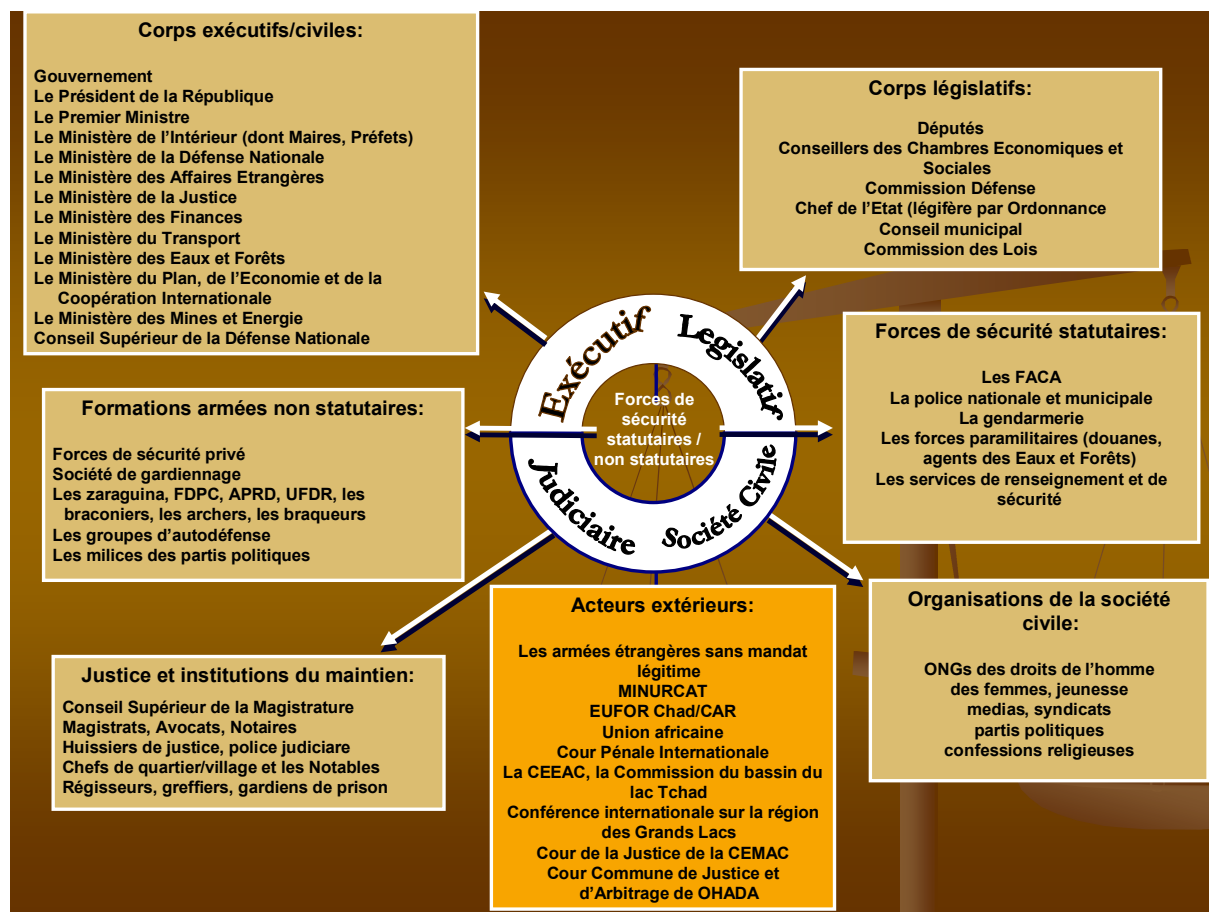 Corps exécutifs/civiles:
Gouvernement
Le Président de la République
Le Premier Ministre
Le Ministère de l'Intérieur (dont Maires, Préfets)
Le Ministère de la Défense Nationale
Le Ministère des Affaires Etrangères
Le Ministère de la Justice
Le Ministère des Finances
Le Ministère du Transport
Le Ministère des Eaux et Forêts
Le Ministère du Plan, de l'Economie et de la
Coopération Internationale
Le Ministère des Mines et Energie
Conseil Supérieur de la Défense Nationale
Corps législatifs:
Députés
Conseillers des Chambres Economiques et
Sociales
Commission Défense
Chef de l'Etat (légifère par Ordonnance
Conseil municipal
Commission des Lois
Exécutif
Legislatif
Judiciaire
Société Civile
Forces de
sécurité
statutaires /
non statutaires
Forces de sécurité statutaires:
Les FACA
La police nationale et municipale
La gendarmerie
Les forces paramilitaires (douanes,
agents des Eaux et Forêts)
Les services de renseignement et de
sécurité
Formations armées non statutaires:
Forces de sécurité privé
Société de gardiennage
Les zaraguina, FDPC, APRD, UFDR, les
braconiers, les archers, les braqueurs
Les groupes d'autodéfense
Les milices des partis politiques
Justice et institutions du maintien:
Conseil Supérieur de la Magistrature
Magistrats, Avocats, Notaires
Huissiers de justice, police judiciare
Chefs de quartier/village et les Notables
Régisseurs, greffiers, gardiens de prison
Acteurs extérieurs:
Les armées étrangères sans mandat
légitime
MINURCAT
EUFOR Chad/CAR
Union africaine
Cour Pénale Internationale
La CEEAC, la Commission du bassin du
lac Tchad
Conférence internationale sur la région
des Grands Lacs
Cour de la Justice de la CEMAC
Cour Commune de Justice et
d'Arbitrage de OHADA
Organisations de la société
civile:
ONGs des droits de l'homme
des femmes, jeunesse
medias, syndicats
partis politiques
confessions religieuses